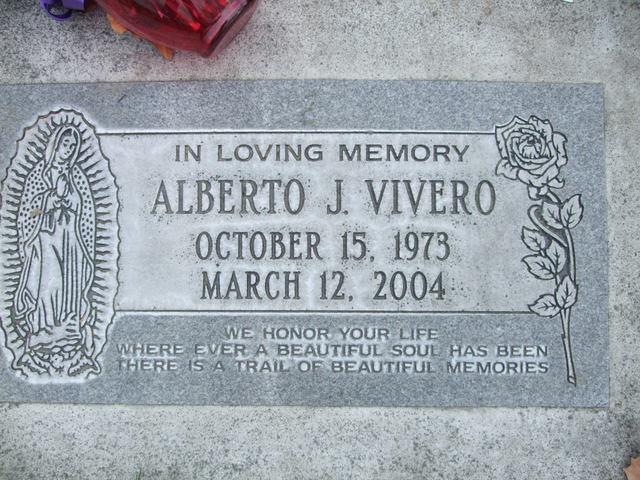 IN LOVING MEMORY
ALBERTO J. VIVERO
OCTOBER 15, 1973
MARCH 12, 2004
WE HONOR YOUR LIFE
WHERE EVER A BEAUTIFUL SOUL HAS BEEN
THERE IS A TRAIL OF BEAUTIFUL MEMORIES